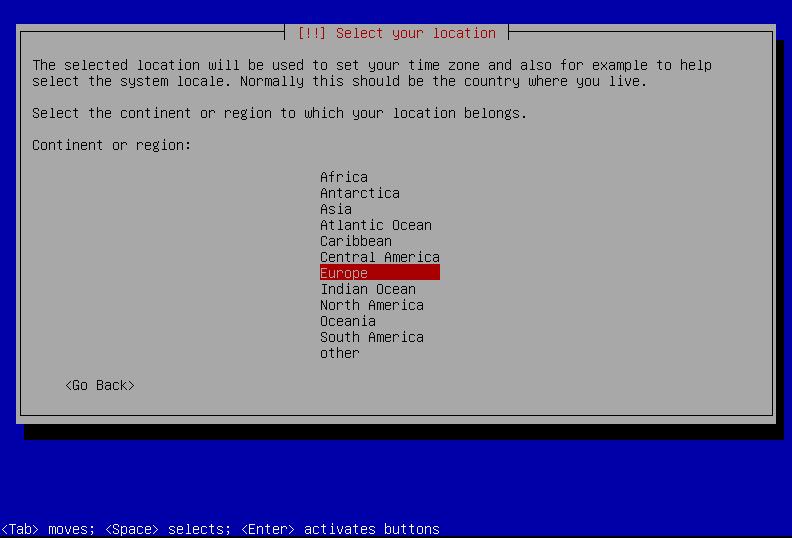 [!!] Select your location
The selected location will be used to set your time zone and also for example to help
select the system locale. Normally this should be the country where you live.
Select the continent or region to which your location belongs.
Continent or region:
Africa
Antarctica
Asia
Atlantic Ocean
Caribbean
Central America
Europe
Indian Ocean
North America
Oceania
South America
other
<Go Back>
<Tab> moves; <Space> selects; <Enter> activates buttons